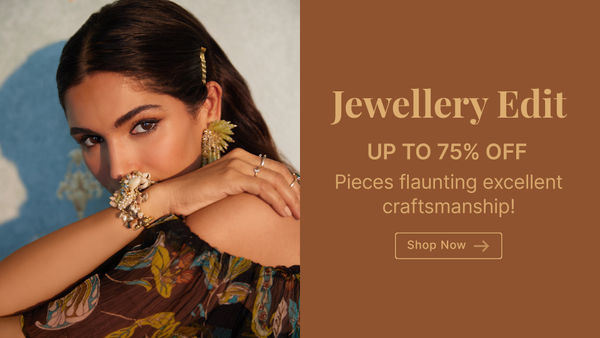 Jewellery Edit
UP TO 75% OFF
Pieces flaunting excellent
craftsmanship!
Shop Now →